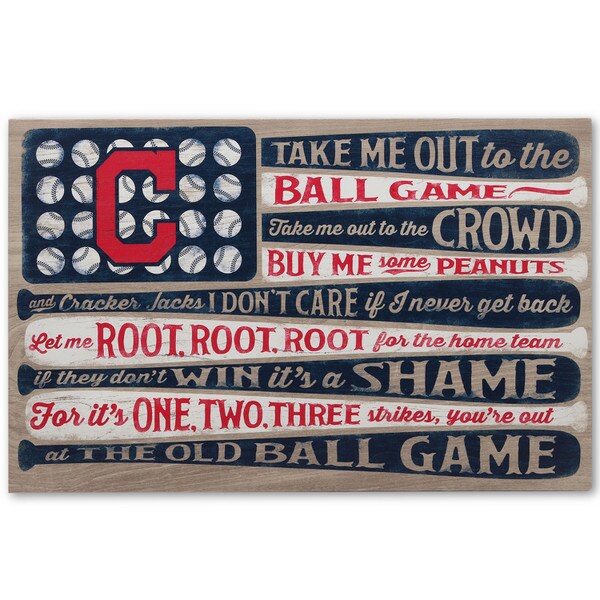 C
TAKE ME OUT to the
BALL GAME
Take me out to the CROWD
BUY ME some PEANUTS
and Cracker Jacks I DON'T CARE if I never get back
Let me ROOT, ROOT, ROOT for the home team
if they don't WIN it's a SHAME
For it's ONE, TWO, THREE strikes, you're out
at THE OLD BALL GAME